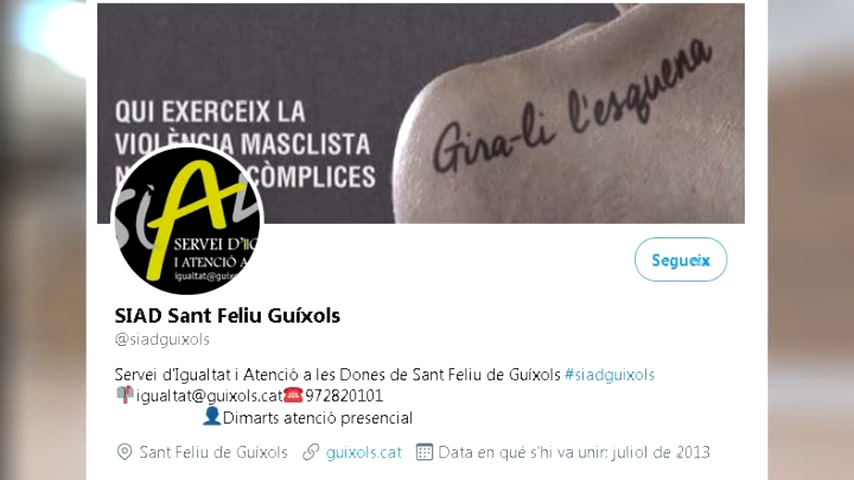 QUI EXERCEIX LA
VIOLÈNCIA MASCLISTA
CÒMPLICES
Gira-li l'esquena
SIAD
SERVEI D'IG
I ATENCIÓ A
igualtat@guixo
Segueix
SIAD Sant Feliu Guíxols
@siadguixols
Servei d'Igualtat i Atenció a les Dones de Sant Feliu de Guíxols #siadguixols
igualtat@guixols.cat 972820101
Dimarts atenció presencial
Sant Feliu de Guíxols guixols.cat Data en què s'hi va unir: juliol de 2013